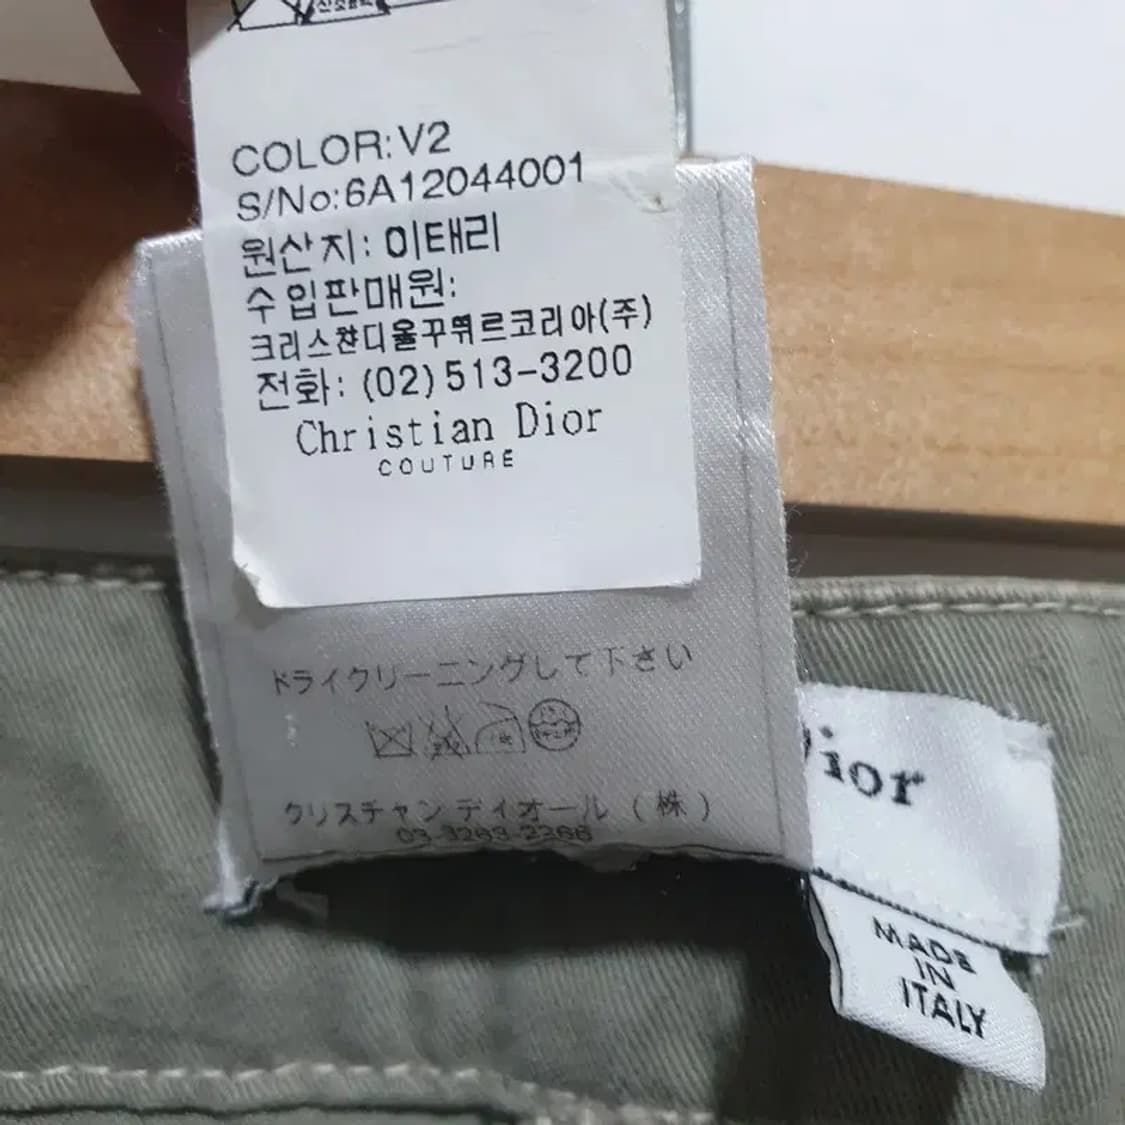 COLOR:V2
S/No:6A12044001
원산지: 이태리
수입판매원:
크리스챤디올꾸뛰르코리아(주)
전화: (02)513-3200
Christian Dior
COUTURE
ドライクリーニングして下さい
クリスチャン ディオール (株)
03-3263-2266
Dior
MADE
IN
ITALY